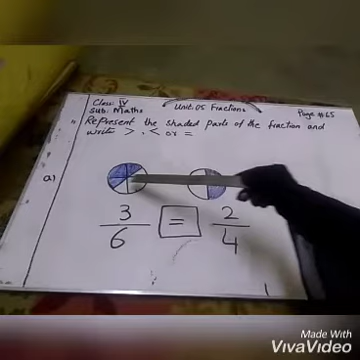 Class: IV
Sub: Maths
Unit: 05 Fractions
Page #65
Represent the shaded parts of the fraction and
write > , < or =
a)
3/6 = 2/4
Made With
VivaVideo